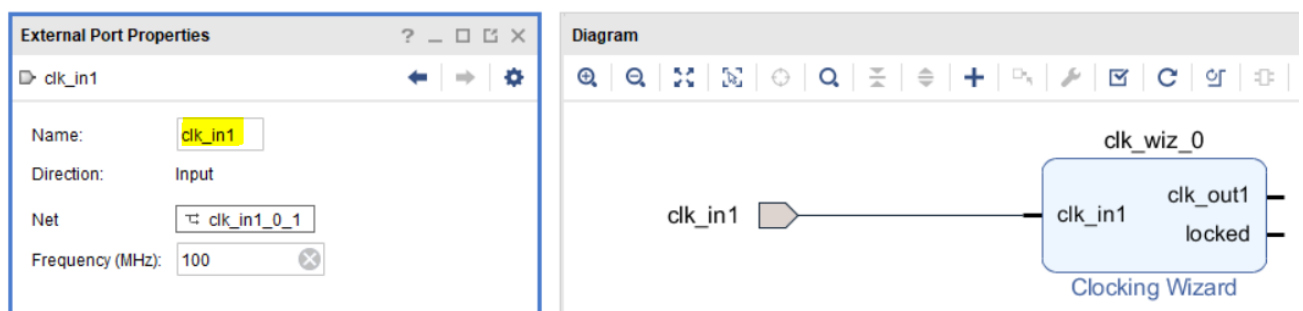 External Port Properties
clk_in1
Name: clk_in1
Direction: Input
Net clk_in1_0_1
Frequency (MHz): 100
Diagram
clk_wiz_0
clk_in1
clk_in1
clk_out1
locked
Clocking Wizard